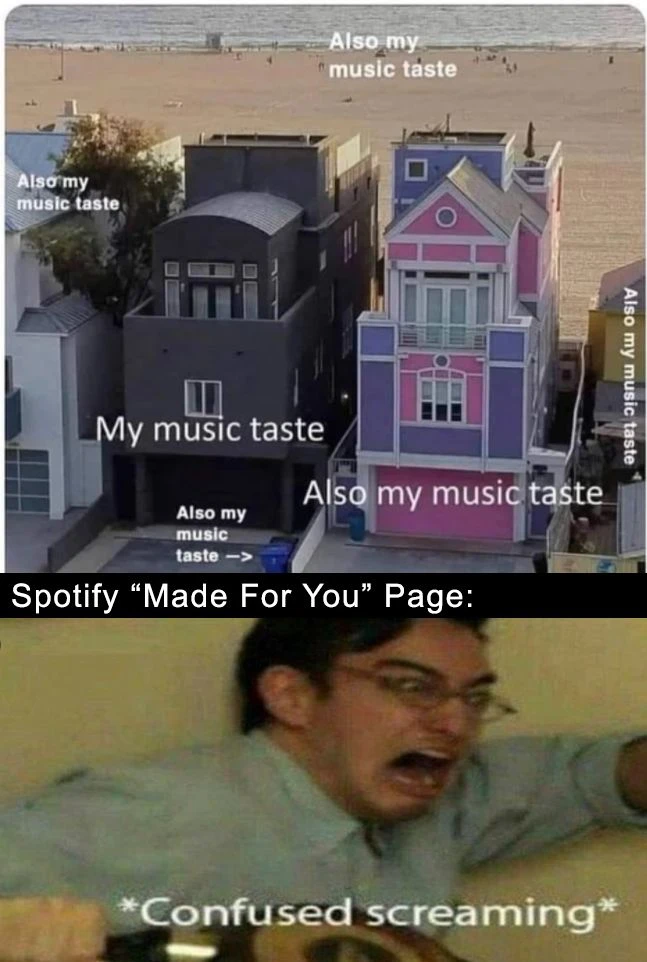 Also my
music taste
Also my
music taste
Also my music taste
My music taste
Also my music taste
Also my
music
taste —>
Spotify “Made For You” Page:
*Confused screaming*